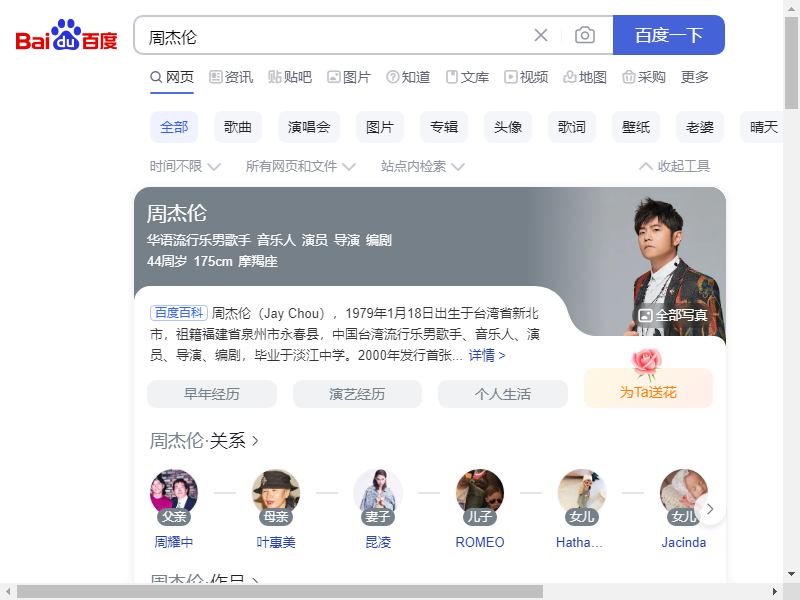 Bai du 百度
周杰伦
百度一下
网页 资讯 贴吧 图片 知道 文库 视频 地图 采购 更多
全部 歌曲 演唱会 图片 专辑 头像 歌词 壁纸 老婆 晴天
时间不限 所有网页和文件 站点内检索 收起工具
周杰伦
华语流行乐男歌手 音乐人 演员 导演 编剧
44周岁 175cm 摩羯座
全部写真
百度百科 周杰伦（Jay Chou），1979年1月18日出生于台湾省新北
市，祖籍福建省泉州市永春县，中国台湾流行乐男歌手、音乐人、演
员、导演、编剧，毕业于淡江中学。2000年发行首张... 详情 >
早年经历 演艺经历 个人生活 为Ta送花
周杰伦·关系 >
父亲 母亲 妻子 儿子 女儿 女儿
周耀中 叶惠美 昆凌 ROMEO Hatha... Jacinda
周杰伦·作品 >